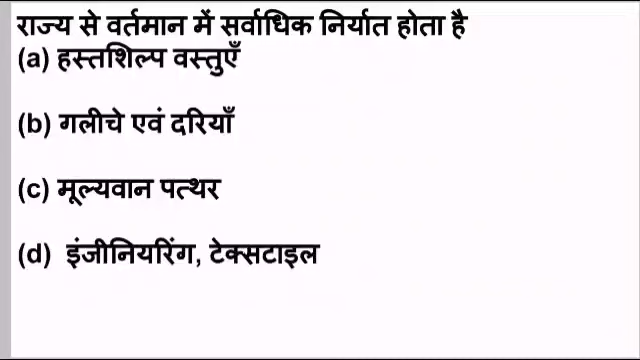 राज्य से वर्तमान में सर्वाधिक निर्यात होता है
(a) हस्तशिल्प वस्तुएँ
(b) गलीचे एवं दरियाँ
(c) मूल्यवान पत्थर
(d) इंजीनियरिंग, टेक्सटाइल